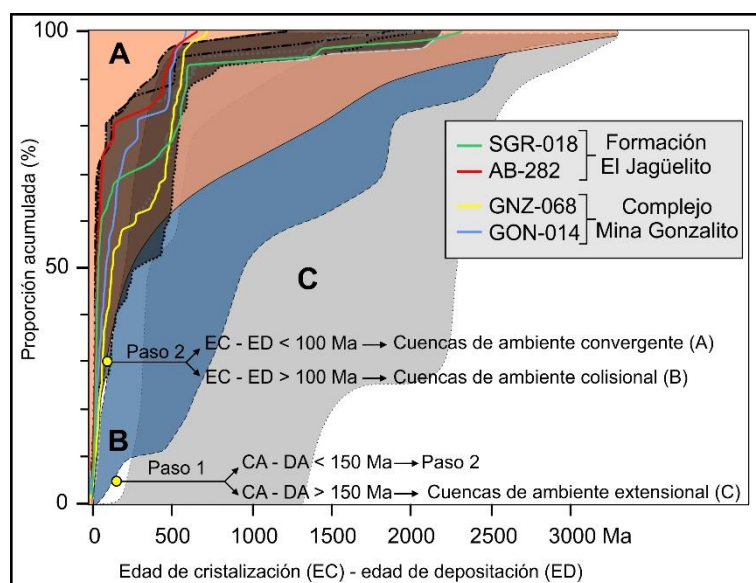 100
A
SGR-018
Formación
El Jagüelito
AB-282
GNZ-068
Complejo
Mina Gonzalito
GON-014
Proporción acumulada (%)
50
C
EC - ED < 100 Ma
Cuencas de ambiente convergente (A)
Paso 2
EC - ED > 100 Ma
Cuencas de ambiente colisional (B)
B
CA - DA < 150 Ma
Paso 2
Paso 1
CA - DA > 150 Ma
Cuencas de ambiente extensional (C)
0
0 500 1000 1500 2000 2500 3000 Ma
Edad de cristalización (EC) - edad de depositación (ED)